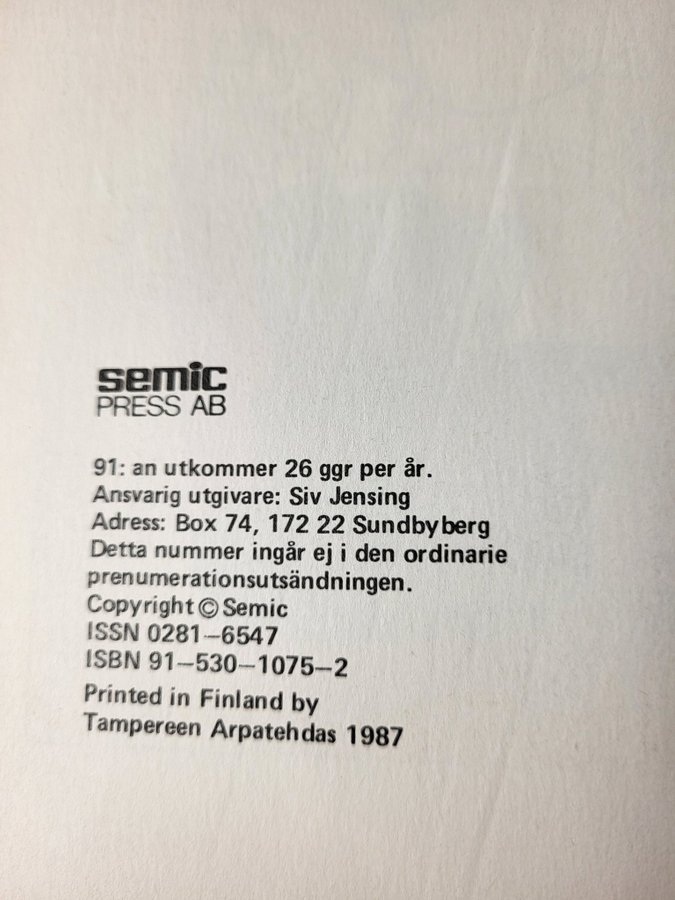 semic
PRESS AB
91: an utkommer 26 ggr per år.
Ansvarig utgivare: Siv Jensing
Adress: Box 74, 172 22 Sundbyberg
Detta nummer ingår ej i den ordinarie
prenumerationsutsändningen.
Copyright © Semic
ISSN 0281–6547
ISBN 91–530–1075–2
Printed in Finland by
Tampereen Arpatehdas 1987